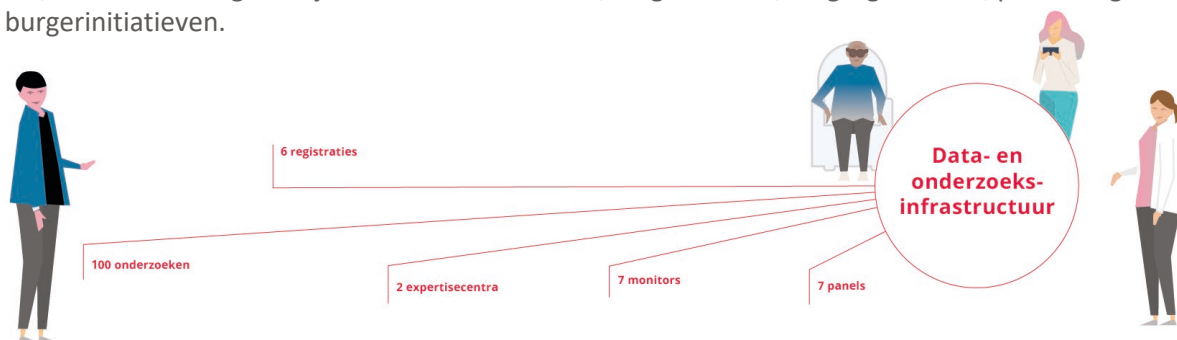 burgerinitiatieven.
6 registraties
100 onderzoeken
2 expertisecentra
7 monitors
7 panels
Data- en
onderzoeks-
infrastructuur